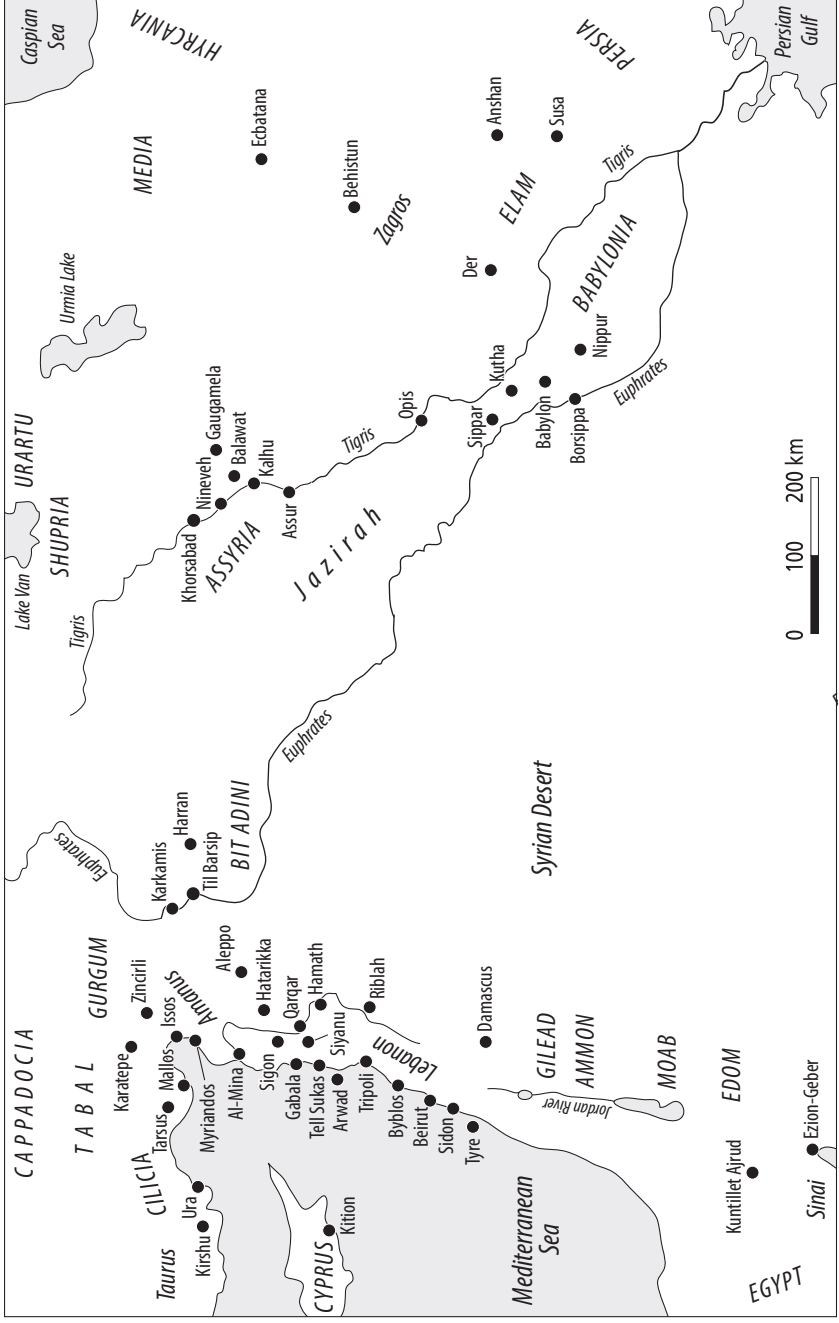 CAPPADOCIA
TABAL
GURGUM
Karatepe
Zincirli
Taurus
CILICIA
Tarsus
Mallos
Issos
Amanus
Kirshu
Ura
Myriandos
Al-Mina
Aleppo
Hatarikka
Sigon
Qarqar
Gabala
Siyanu
Hamath
Tell Sukas
Arwad
Riblah
Tripoli
Lebanon
Byblos
Beirut
Sidon
Tyre
Damascus
CYPRUS
Kition
Mediterranean
Sea
GILEAD
AMMON
Jordan River
MOAB
EDOM
Kuntillet Ajrud
Ezion-Geber
Sinai
EGYPT
Euphrates
Karkamis
Harran
Til Barsip
BIT ADINI
Euphrates
Syrian Desert
Lake Van
URARTU
SHUPRIA
Tigris
Khorsabad
Nineveh
Gaugamela
Balawat
Kalhu
ASSYRIA
Assur
Jazirah
Tigris
Opis
Urmia Lake
MEDIA
Ecbatana
Behistun
Zagros
Caspian
Sea
HYRCANIA
Der
ELAM
Anshan
Susa
PERSIA
Tigris
Sippar
Kutha
Babylon
Borsippa
Nippur
BABYLONIA
Euphrates
Persian
Gulf
0 100 200 km